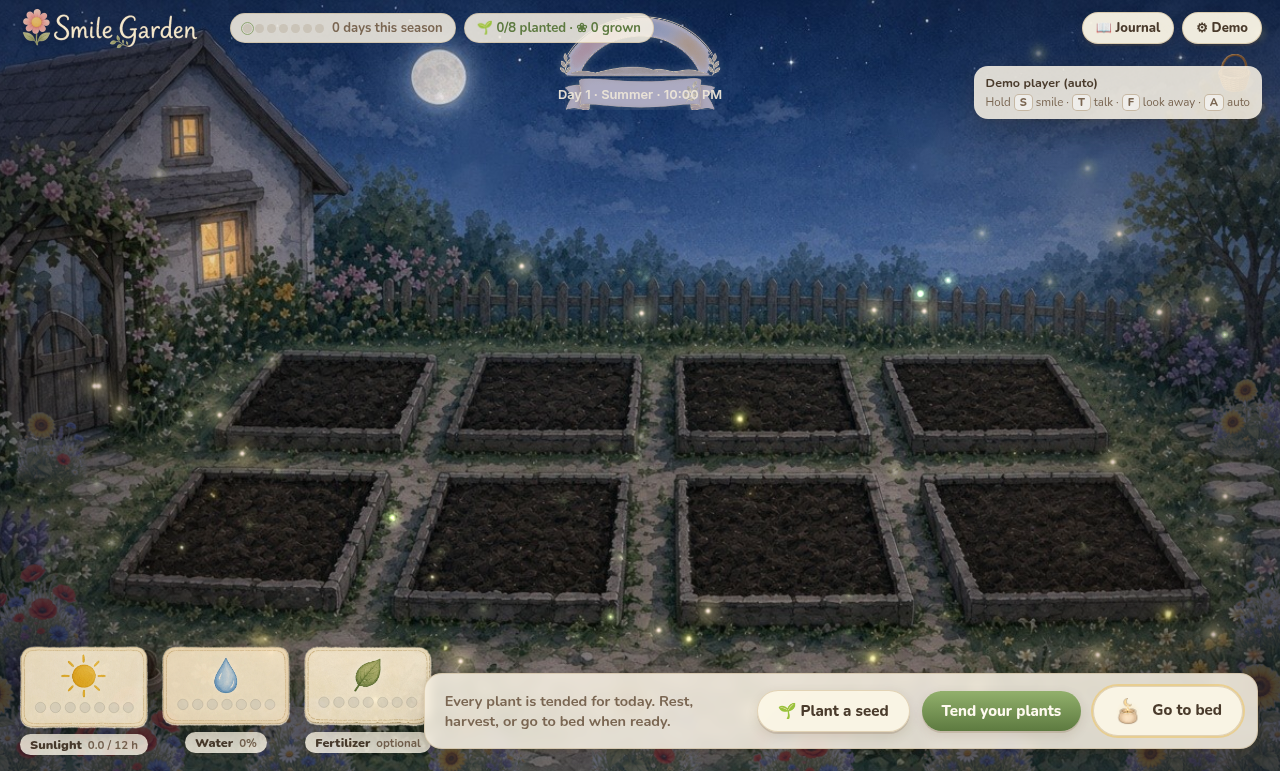 Smile Garden
0 days this season
🌱 0/8 planted · ❀ 0 grown
📖 Journal
⚙ Demo
Day 1 · Summer · 10:00 PM
Demo player (auto)
Hold S smile · T talk · F look away · A auto
Every plant is tended for today. Rest,
harvest, or go to bed when ready.
🌱 Plant a seed
Tend your plants
Go to bed
Sunlight 0.0 / 12 h
Water 0%
Fertilizer optional